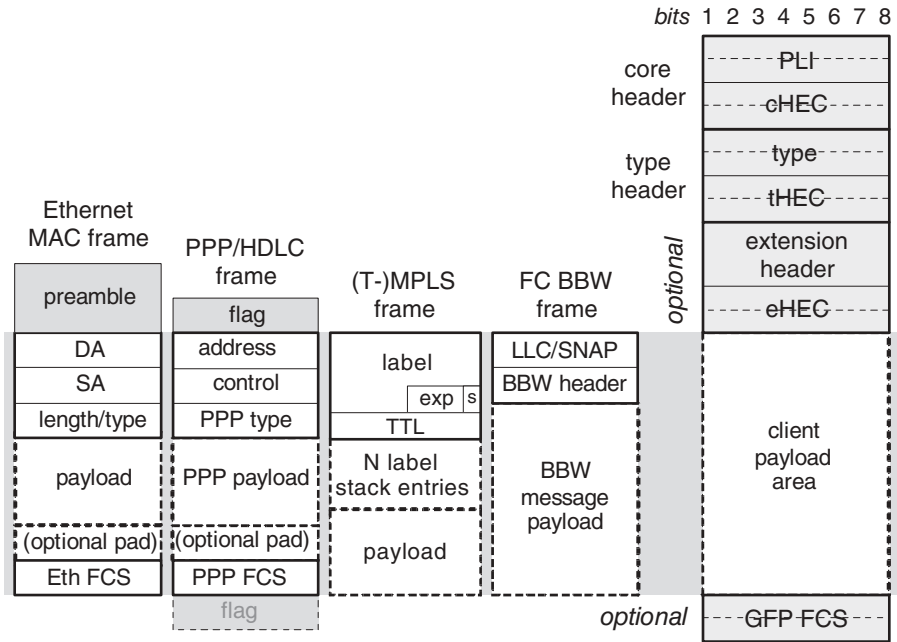 bits 1 2 3 4 5 6 7 8
core
header
PLI
cHEC
type
header
type
tHEC
optional
extension
header
eHEC
client
payload
area
optional
GFP FCS
Ethernet
MAC frame
preamble
DA
SA
length/type
payload
(optional pad)
Eth FCS
PPP/HDLC
frame
flag
address
control
PPP type
PPP payload
(optional pad)
PPP FCS
flag
(T-)MPLS
frame
label
exp s
TTL
N label
stack entries
payload
FC BBW
frame
LLC/SNAP
BBW header
BBW
message
payload